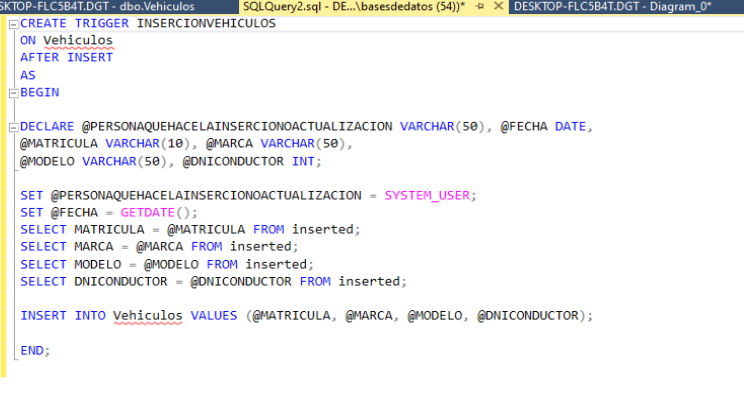 SKTOP-FLC5B4T.DGT - dbo.Vehiculos SQLQuery2.sql - DE...\basesdedatos (54))* DESKTOP-FLC5B4T.DGT - Diagram_0*
CREATE TRIGGER INSERCIONVEHICULOS
ON Vehiculos
AFTER INSERT
AS
BEGIN
DECLARE @PERSONAQUEHACELAINSERCIONOACTUALIZACION VARCHAR(50), @FECHA DATE,
@MATRICULA VARCHAR(10), @MARCA VARCHAR(50),
@MODELO VARCHAR(50), @DNICONDUCTOR INT;
SET @PERSONAQUEHACELAINSERCIONOACTUALIZACION = SYSTEM_USER;
SET @FECHA = GETDATE();
SELECT MATRICULA = @MATRICULA FROM inserted;
SELECT MARCA = @MARCA FROM inserted;
SELECT MODELO = @MODELO FROM inserted;
SELECT DNICONDUCTOR = @DNICONDUCTOR FROM inserted;
INSERT INTO Vehiculos VALUES (@MATRICULA, @MARCA, @MODELO, @DNICONDUCTOR);
END;